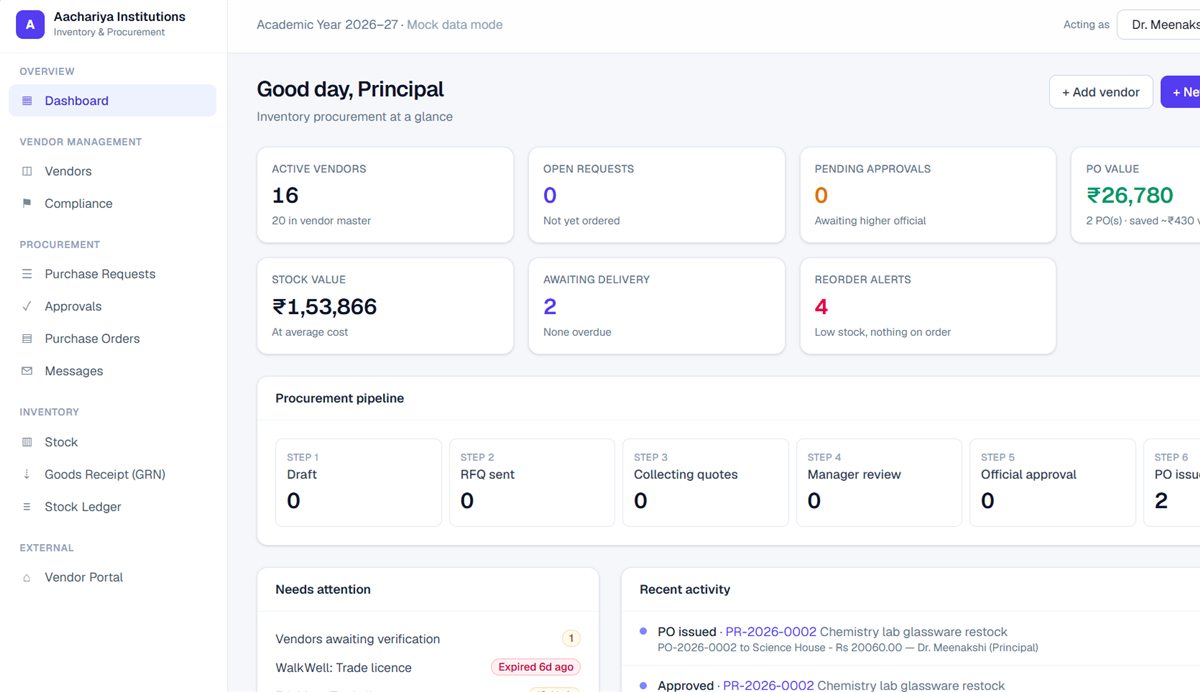 A
Aachariya Institutions
Inventory & Procurement
OVERVIEW
Dashboard
VENDOR MANAGEMENT
Vendors
Compliance
PROCUREMENT
Purchase Requests
Approvals
Purchase Orders
Messages
INVENTORY
Stock
Goods Receipt (GRN)
Stock Ledger
EXTERNAL
Vendor Portal
Academic Year 2026–27 · Mock data mode
Acting as
Dr. Meenaks
Good day, Principal
Inventory procurement at a glance
+ Add vendor
+ Ne
ACTIVE VENDORS
16
20 in vendor master
OPEN REQUESTS
0
Not yet ordered
PENDING APPROVALS
0
Awaiting higher official
PO VALUE
₹26,780
2 PO(s) · saved ~₹430 v
STOCK VALUE
₹1,53,866
At average cost
AWAITING DELIVERY
2
None overdue
REORDER ALERTS
4
Low stock, nothing on order
Procurement pipeline
STEP 1
Draft
0
STEP 2
RFQ sent
0
STEP 3
Collecting quotes
0
STEP 4
Manager review
0
STEP 5
Official approval
0
STEP 6
PO issu
2
Needs attention
Vendors awaiting verification
1
WalkWell: Trade licence
Expired 6d ago
Recent activity
PO issued · PR-2026-0002 Chemistry lab glassware restock
PO-2026-0002 to Science House - Rs 20060.00 — Dr. Meenakshi (Principal)
Approved · PR-2026-0002 Chemistry lab glassware restock